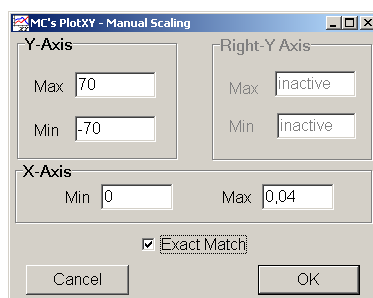 MC's PlotXY - Manual Scaling
Y-Axis
Max 70
Min -70
Right-Y Axis
Max inactive
Min inactive
X-Axis
Min 0 Max 0,04
Exact Match
Cancel OK